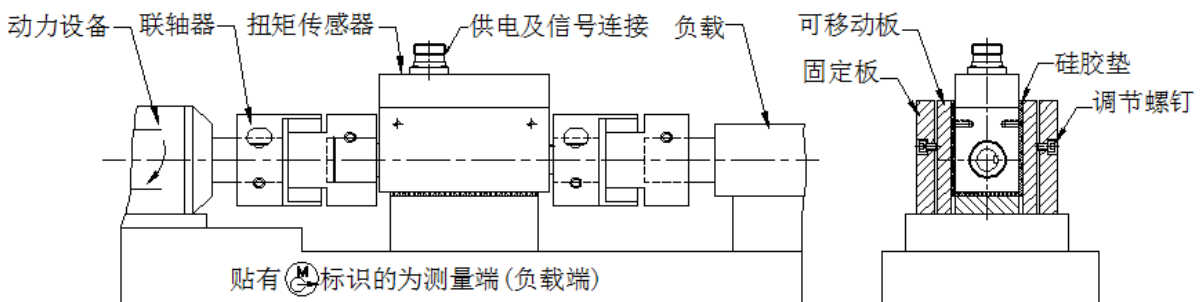 动力设备
联轴器
扭矩传感器
供电及信号连接
负载
可移动板
固定板
硅胶垫
调节螺钉
贴有M标识的为测量端(负载端)